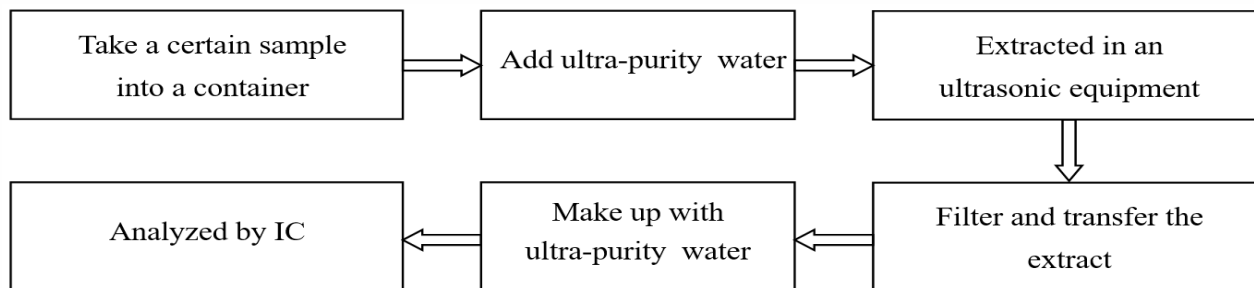 Take a certain sample
into a container
Add ultra-purity water
Extracted in an
ultrasonic equipment
Filter and transfer the
extract
Make up with
ultra-purity water
Analyzed by IC